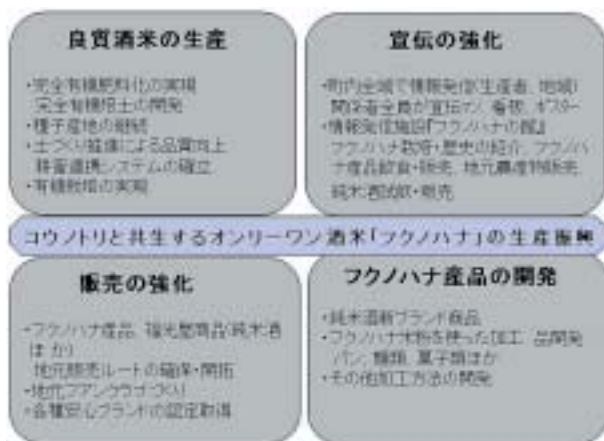 良質酒米の生産
・完全有機肥料化の実現
完全有機培土の開発
・種子産地の継続
・土づくり推進による品質向上
耕畜連携システムの確立
・有機栽培の実現
宣伝の強化
・町内全域で情報発信(生産者、地域)
関係者全員が宣伝マン、看板、ポスター
・情報発信施設『フクノハナの館』
フクノハナ栽培・歴史の紹介、フクノハ
ナ産品飲食・販売、地元農産物販売、
純米酒試飲・販売
コウノトリと共生するオンリーワン酒米「フクノハナ」の生産振興
販売の強化
・フクノハナ産品、福光屋商品(純米酒
ほか)
地元販売ルートの確保・開拓
・地元ファンクラブづくり
・各種安心ブランドの認定取得
フクノハナ産品の開発
・純米酒新ブランド商品
・フクノハナ米粉を使った加工品開発
パン、麺類、菓子類ほか
・その他加工方法の開発